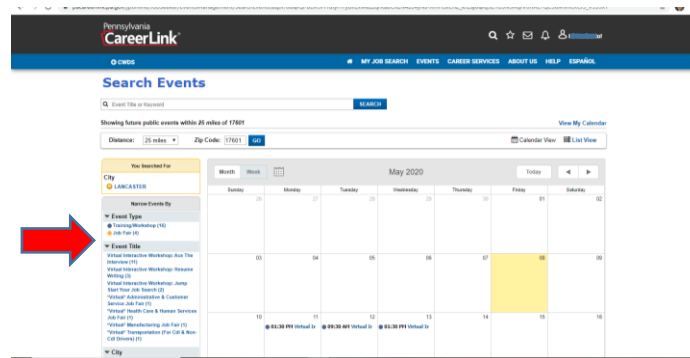 Pennsylvania
CareerLink
CWDS
MY JOB SEARCH EVENTS CAREER SERVICES ABOUT US HELP ESPAÑOL
Search Events
Event Title or Keyword
SEARCH
Showing future public events within 25 miles of 17601
View My Calendar
Distance: 25 miles Zip Code: 17601 GO
Calendar View List View
You Searched For
City
LANCASTER
Narrow Events By
Event Type
Training/Workshop (16)
Job Fair (4)
Event Title
Virtual Interactive Workshop: Ace The
Interview (11)
Virtual Interactive Workshop: Resume
Writing (3)
Virtual Interactive Workshop: Jump
Start Your Job Search (2)
"Virtual" Administrative & Customer
Service Job Fair (1)
"Virtual" Health Care & Human Services
Job Fair (1)
"Virtual" Manufacturing Job Fair (1)
"Virtual" Transportation (For Cdl & Non-
Cdl Drivers) (1)
City
Month Week
May 2020
Today
Sunday Monday Tuesday Wednesday Thursday Friday Saturday
26 27 28 29 30 01 02
03 04 05 06 07 08 09
10 11 12 13 14 15 16
03:30 PM Virtual Ir 09:30 AM Virtual Ir 03:30 PM Virtual Ir